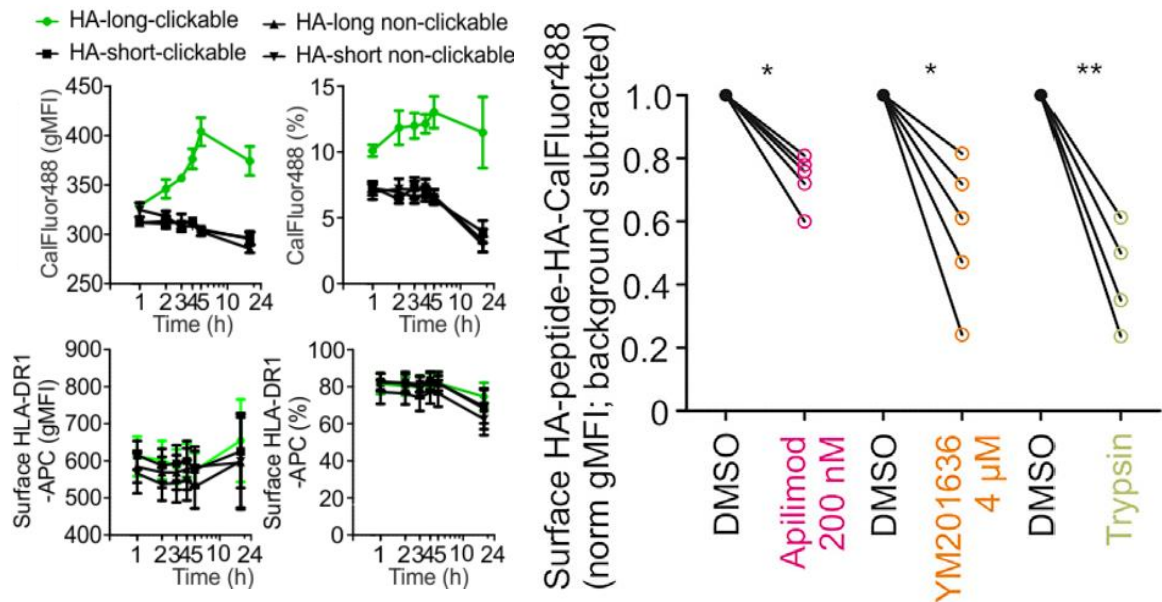 HA-long-clickable
HA-long non-clickable
HA-short-clickable
HA-short non-clickable
CalFluor488 (gMFI)
450
400
350
300
250
1 2 3 4 5 10 24
Time (h)
CalFluor488 (%)
15
10
5
0
1 2 3 4 5 10 24
Time (h)
Surface HLA-DR1
-APC (gMFI)
900
800
700
600
500
400
1 2 3 4 5 10 24
Time (h)
Surface HLA-DR1
-APC (%)
100
80
60
40
20
0
1 2 3 4 5 10 24
Time (h)
Surface HA-peptide-HA-CalFluor488
(norm gMFI; background subtracted)
* * **
1.0
0.8
0.6
0.4
0.2
0
DMSO
Apilimod
200 nM
DMSO
YM201636
4 µM
DMSO
Trypsin